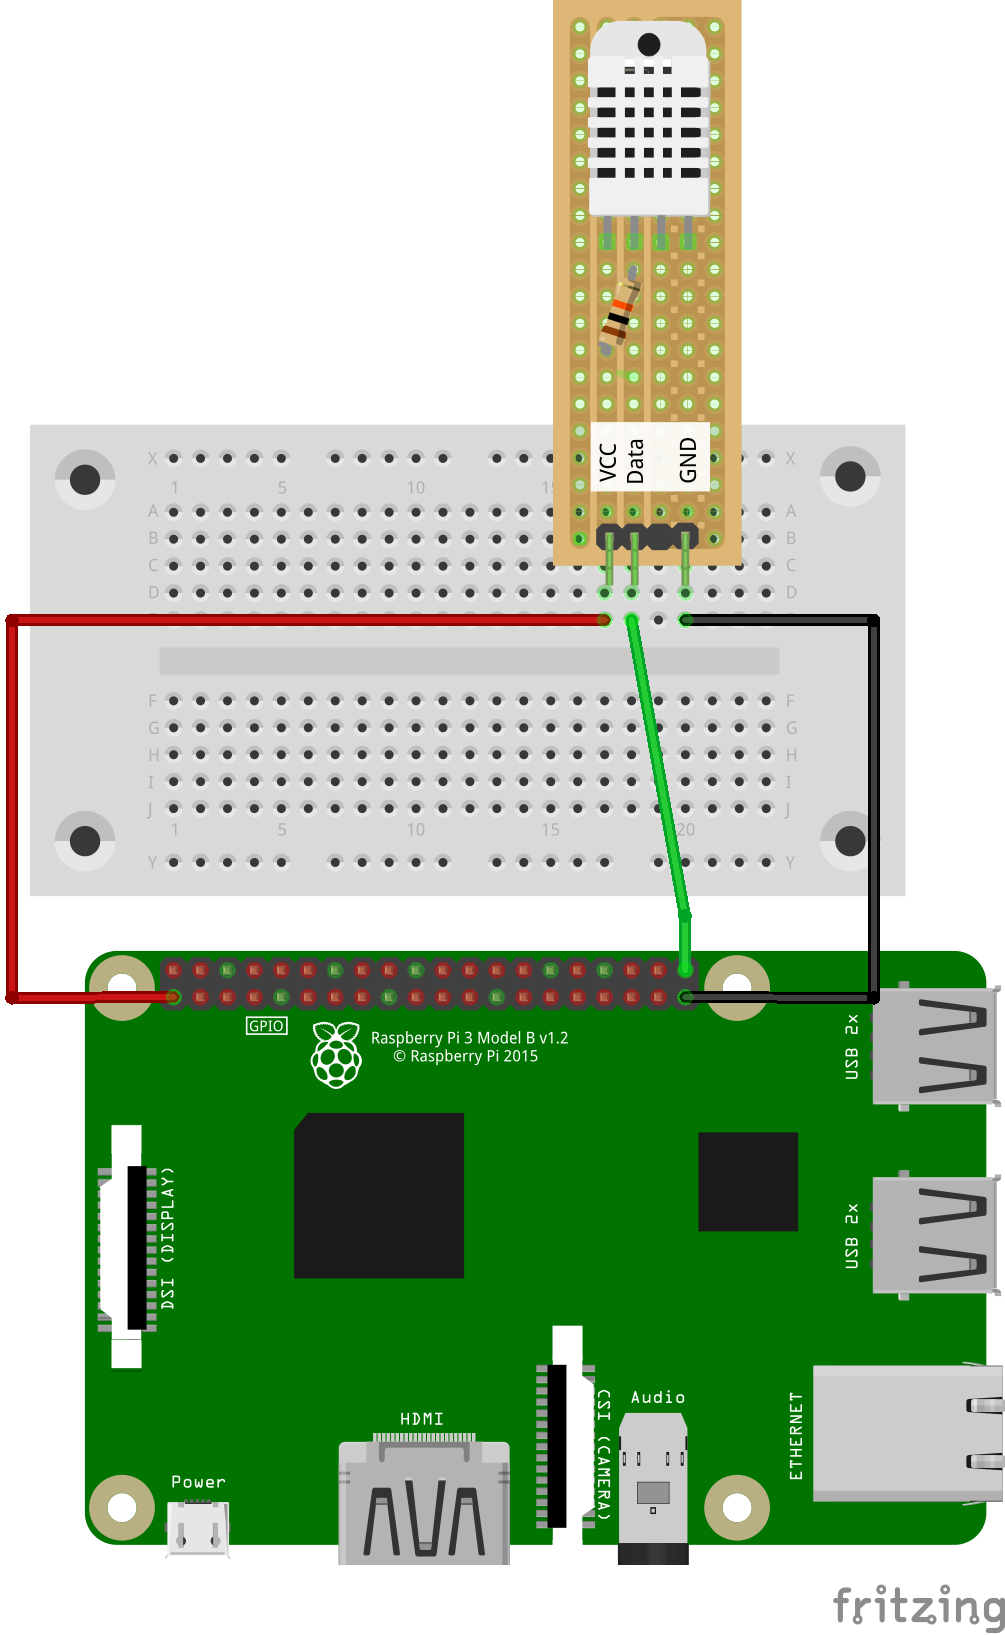 VCC Data GND
X X
1 5 10 15
A A
B B
C C
D D
F F
G G
H H
I I
J J
1 5 10 15 20
Y Y
GPIO
Raspberry Pi 3 Model B v1.2
© Raspberry Pi 2015
USB 2x
DSI (DISPLAY)
USB 2x
HDMI
CSI (CAMERA)
Audio
ETHERNET
Power
fritzing